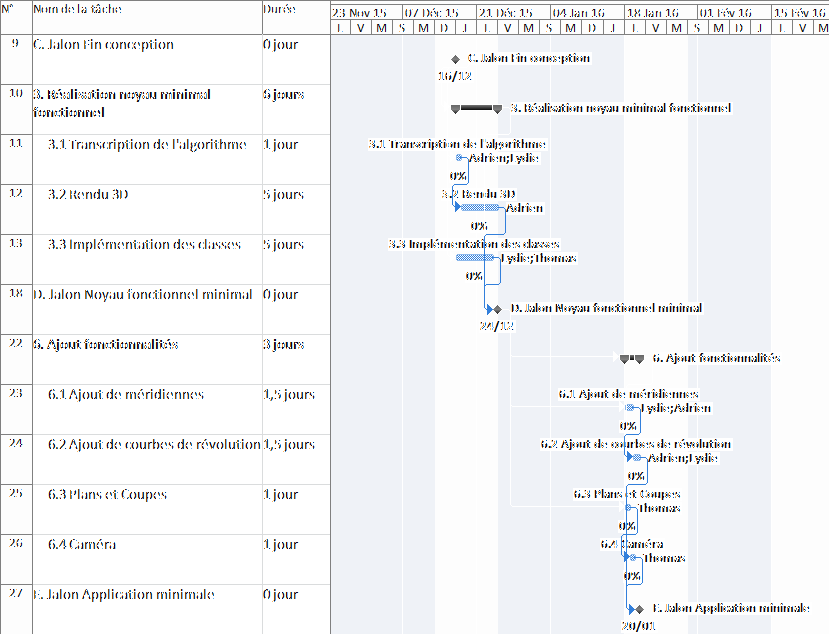 N° Nom de la tâche Durée 23 Nov 15 07 Déc 15 21 Déc 15 04 Jan 16 18 Jan 16 01 Fév 16 15 Fév 16
L V M S M D J L V M S M D J L V M S M D J L V M
9 C. Jalon Fin conception 0 jour C. Jalon Fin conception
16/12
10 3. Réalisation noyau minimal fonctionnel 6 jours 3. Réalisation noyau minimal fonctionnel
11 3.1 Transcription de l'algorithme 1 jour 3.1 Transcription de l'algorithme
Adrien;Lydie
0%
12 3.2 Rendu 3D 5 jours 3.2 Rendu 3D
Adrien
0%
13 3.3 Implémentation des classes 5 jours 3.3 Implémentation des classes
Lydie;Thomas
0%
18 D. Jalon Noyau fonctionnel minimal 0 jour D. Jalon Noyau fonctionnel minimal
24/12
22 6. Ajout fonctionnalités 3 jours 6. Ajout fonctionnalités
23 6.1 Ajout de méridiennes 1,5 jours 6.1 Ajout de méridiennes
Lydie;Adrien
0%
24 6.2 Ajout de courbes de révolution 1,5 jours 6.2 Ajout de courbes de révolution
Adrien;Lydie
0%
25 6.3 Plans et Coupes 1 jour 6.3 Plans et Coupes
Thomas
0%
26 6.4 Caméra 1 jour 6.4 Caméra
Thomas
0%
27 E. Jalon Application minimale 0 jour E. Jalon Application minimale
20/01